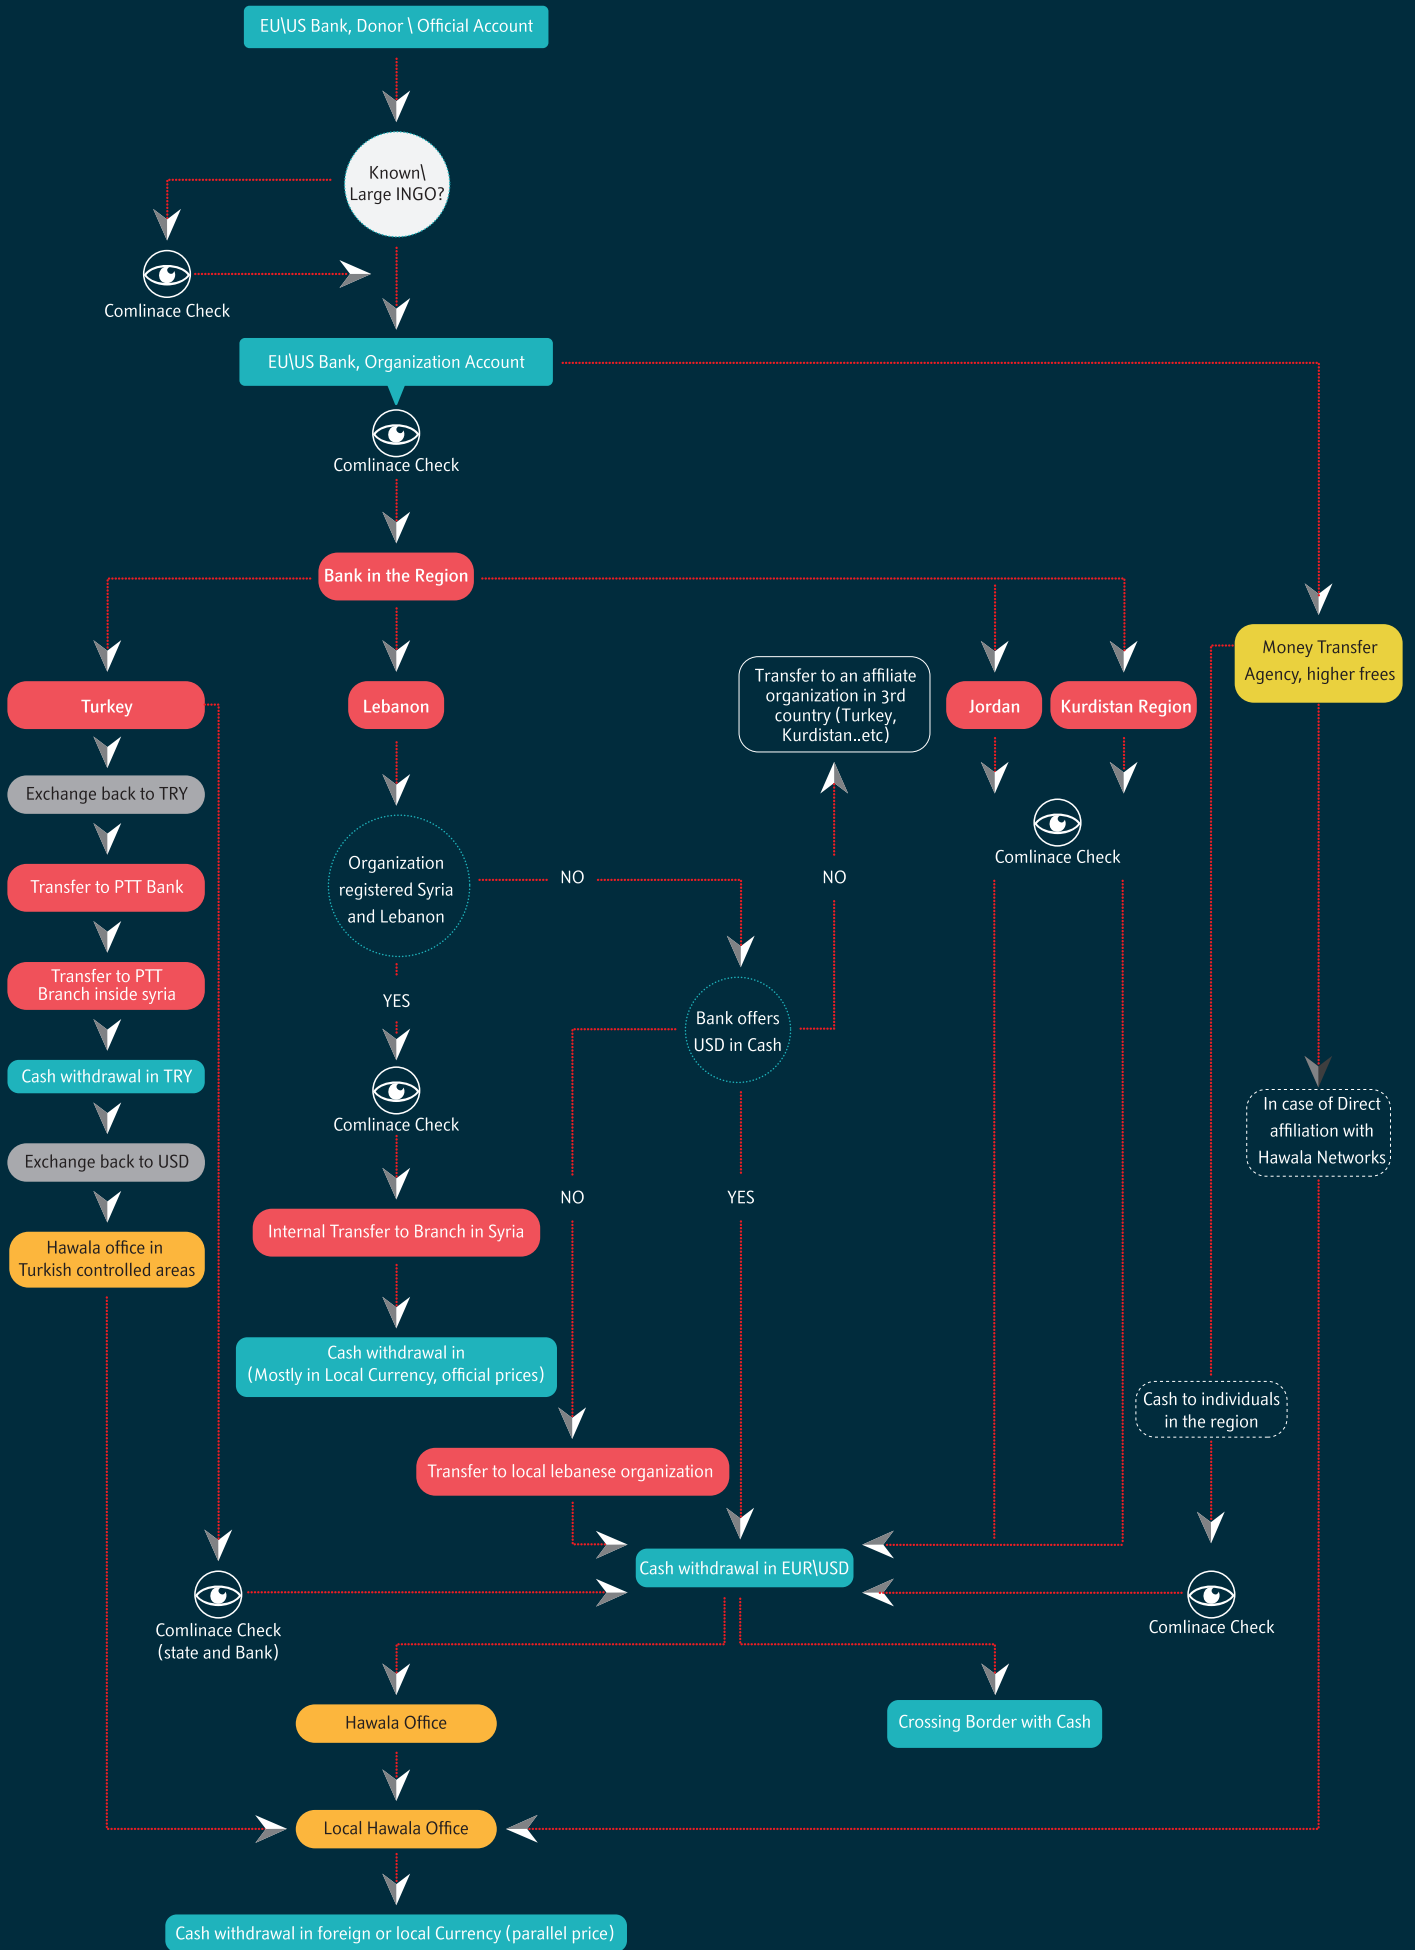 EU\US Bank, Donor \ Official Account
Known\
Large INGO?
Comlinace Check
EU\US Bank, Organization Account
Comlinace Check
Bank in the Region
Turkey
Lebanon
Transfer to an affiliate
organization in 3rd
country (Turkey,
Kurdistan..etc)
Jordan
Kurdistan Region
Money Transfer
Agency, higher frees
Exchange back to TRY
Transfer to PTT Bank
Transfer to PTT
Branch inside syria
Cash withdrawal in TRY
Exchange back to USD
Hawala office in
Turkish controlled areas
Organization
registered Syria
and Lebanon
NO
NO
Comlinace Check
YES
Bank offers
USD in Cash
Comlinace Check
In case of Direct
affiliation with
Hawala Networks
NO
YES
Internal Transfer to Branch in Syria
Cash withdrawal in
(Mostly in Local Currency, official prices)
Cash to individuals
in the region
Transfer to local lebanese organization
Cash withdrawal in EUR\USD
Comlinace Check
(state and Bank)
Comlinace Check
Hawala Office
Crossing Border with Cash
Local Hawala Office
Cash withdrawal in foreign or local Currency (parallel price)